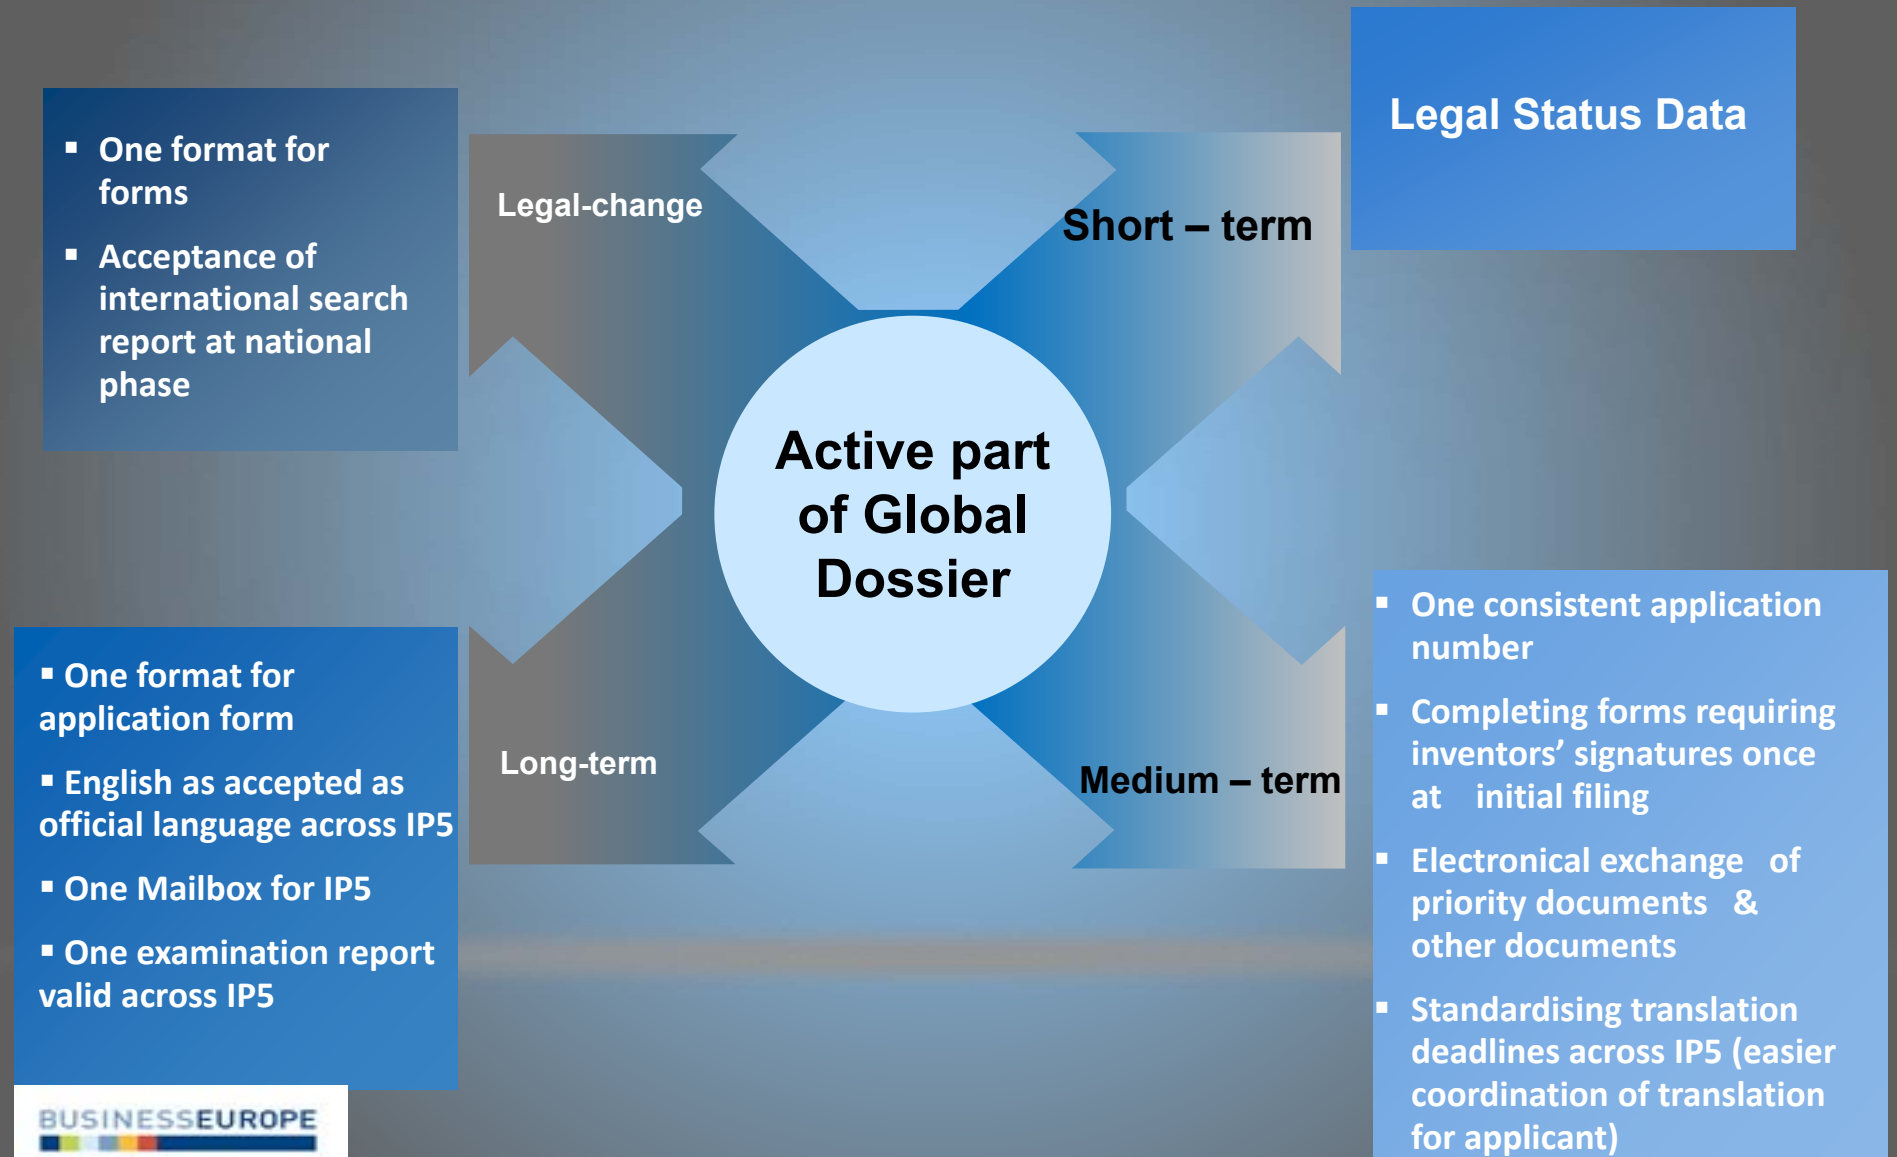 Legal Status Data
▪ One format for
forms
▪ Acceptance of
international search
report at national
phase
Legal-change
Short – term
Active part
of Global
Dossier
▪ One format for
application form
▪ English as accepted as
official language across IP5
▪ One Mailbox for IP5
▪ One examination report
valid across IP5
Long-term
Medium – term
▪ One consistent application
number
▪ Completing forms requiring
inventors’ signatures once
at initial filing
▪ Electronical exchange of
priority documents &
other documents
▪ Standardising translation
deadlines across IP5 (easier
coordination of translation
for applicant)
BUSINESSEUROPE